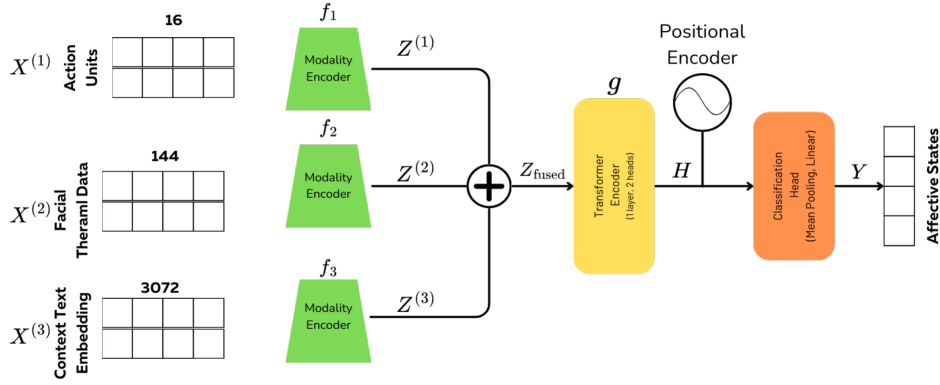 16
X^(1)
Action
Units
f_1
Modality
Encoder
Z^(1)
144
X^(2)
Facial
Theraml Data
f_2
Modality
Encoder
Z^(2)
3072
X^(3)
Context Text
Embedding
f_3
Modality
Encoder
Z^(3)
+
Z_fused
g
Transformer
Encoder
(1 layer, 2 heads)
Positional
Encoder
H
Classification
Head
(Mean Pooling, Linear)
Y
Affective States